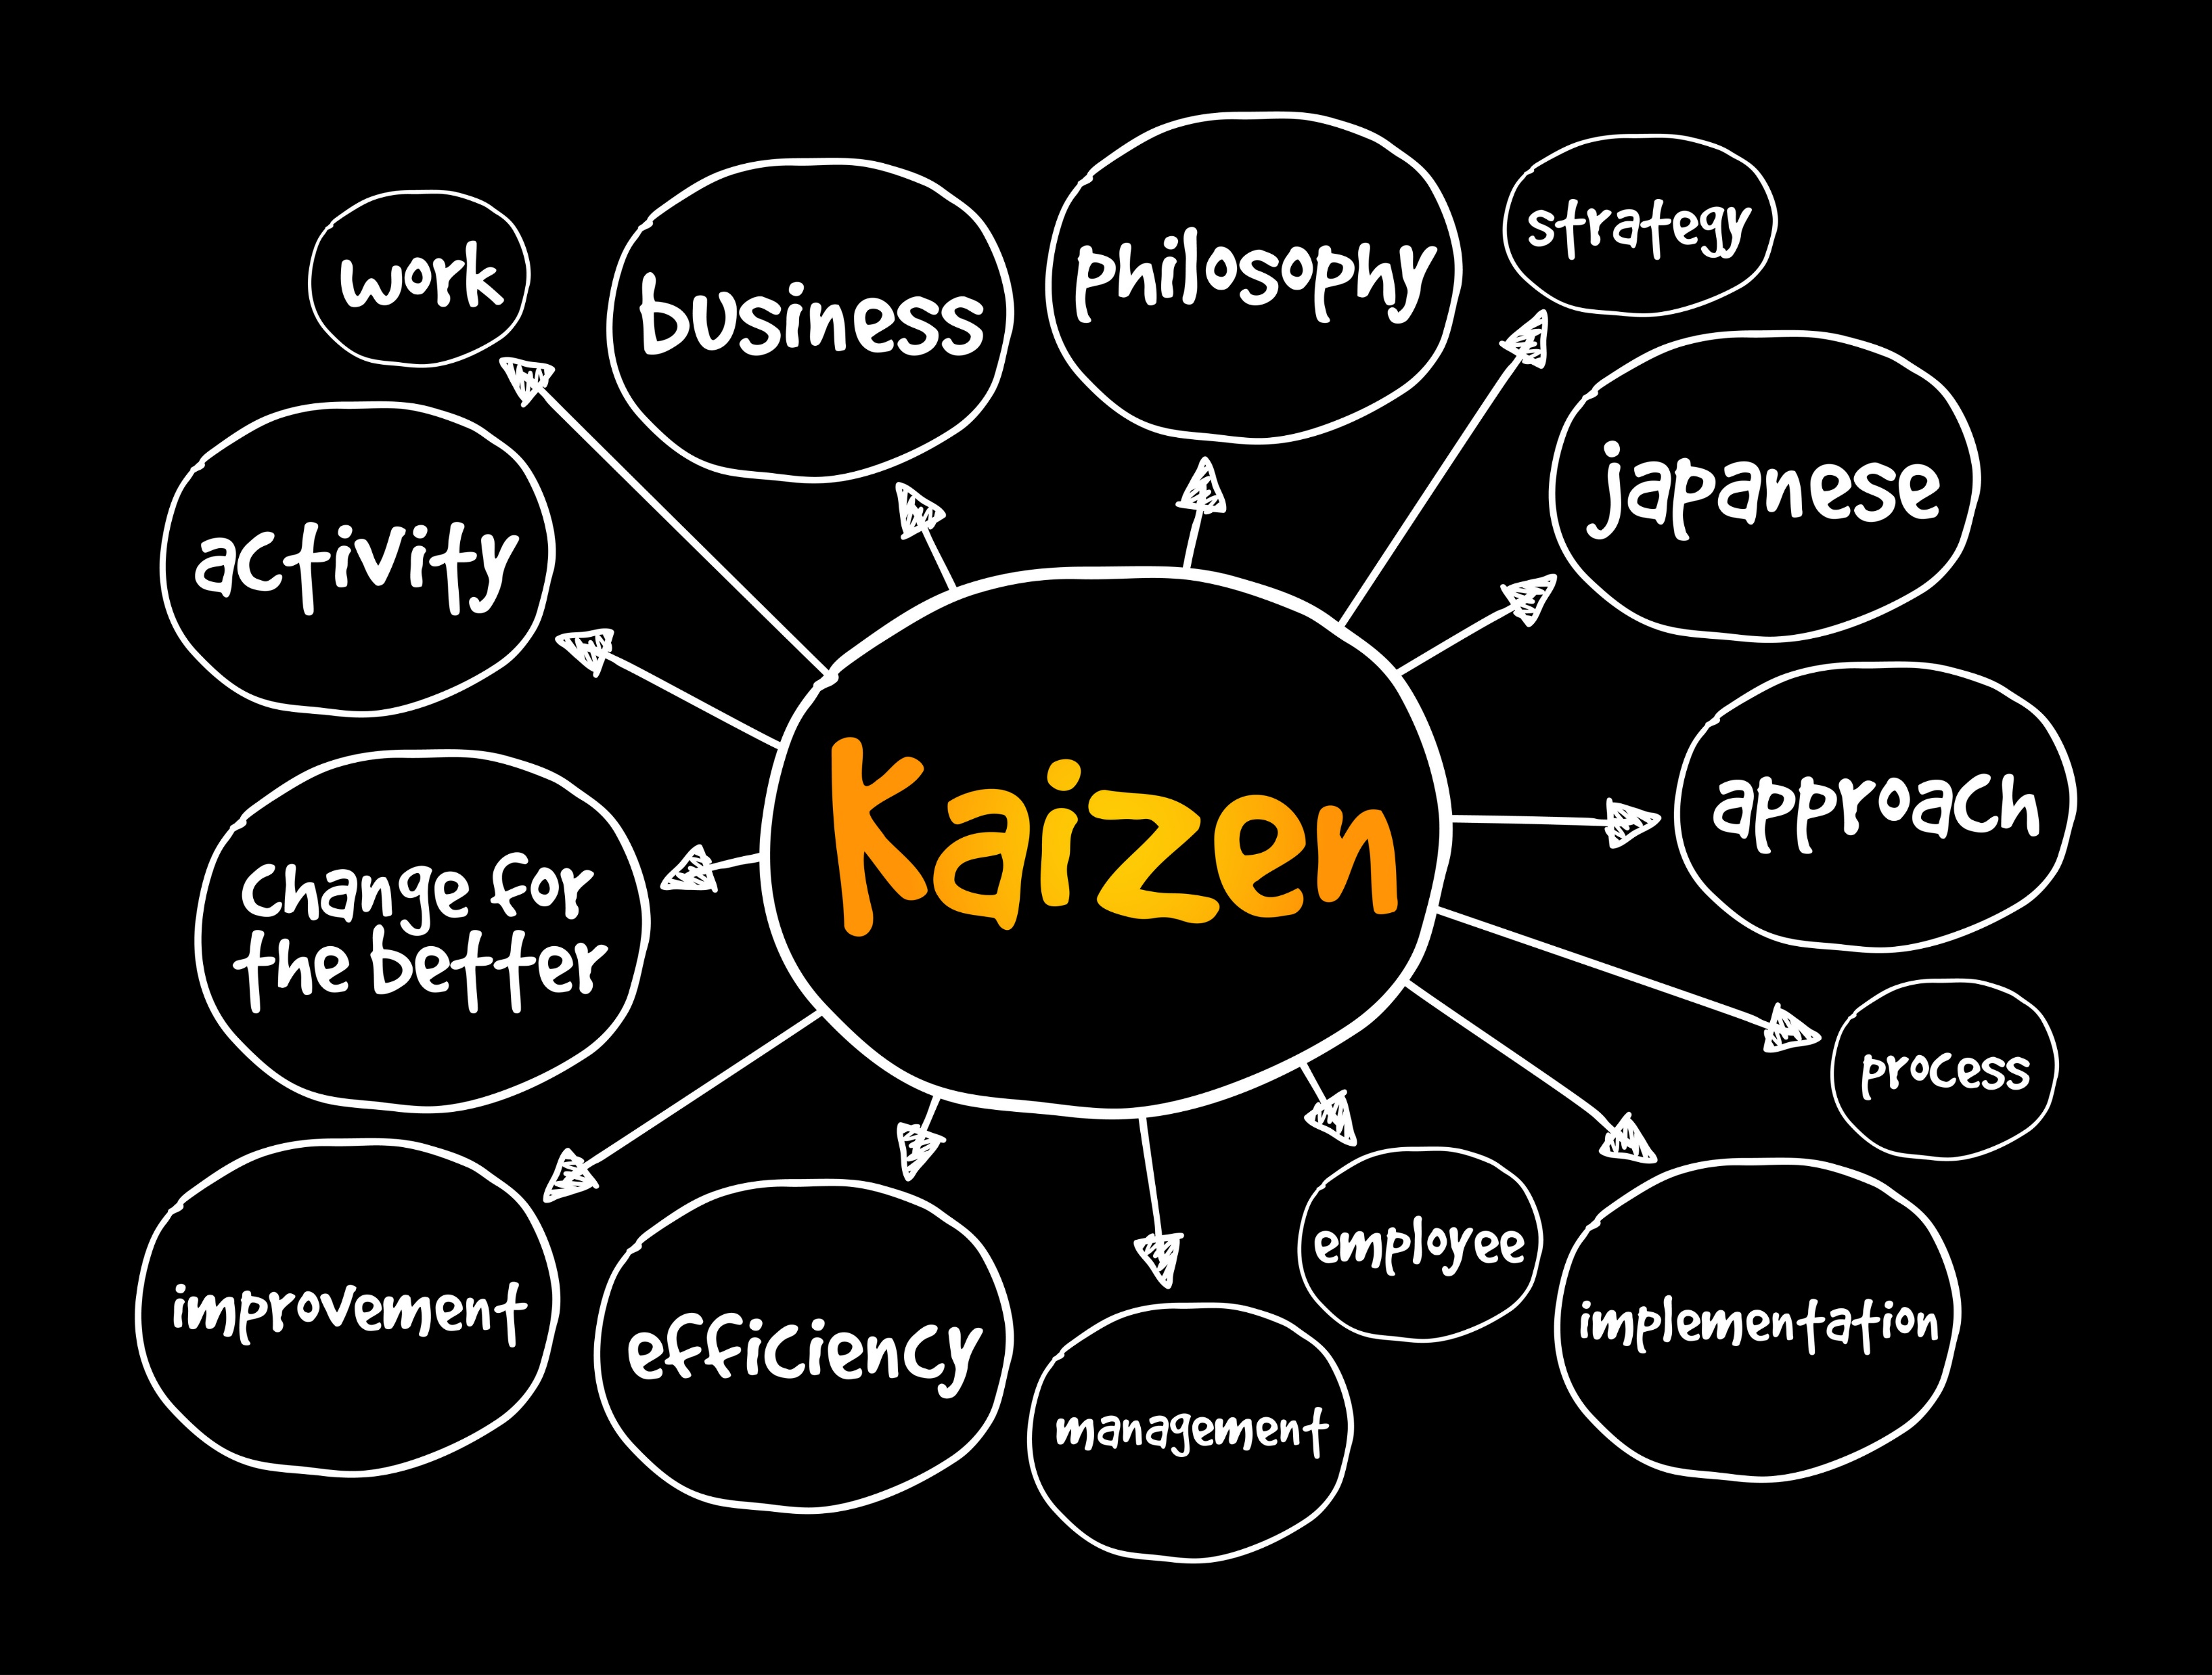 work
business
philosophy
strategy
activity
japanese
Kaizen
approach
change for
the better
process
improvement
efficiency
management
employee
implementation